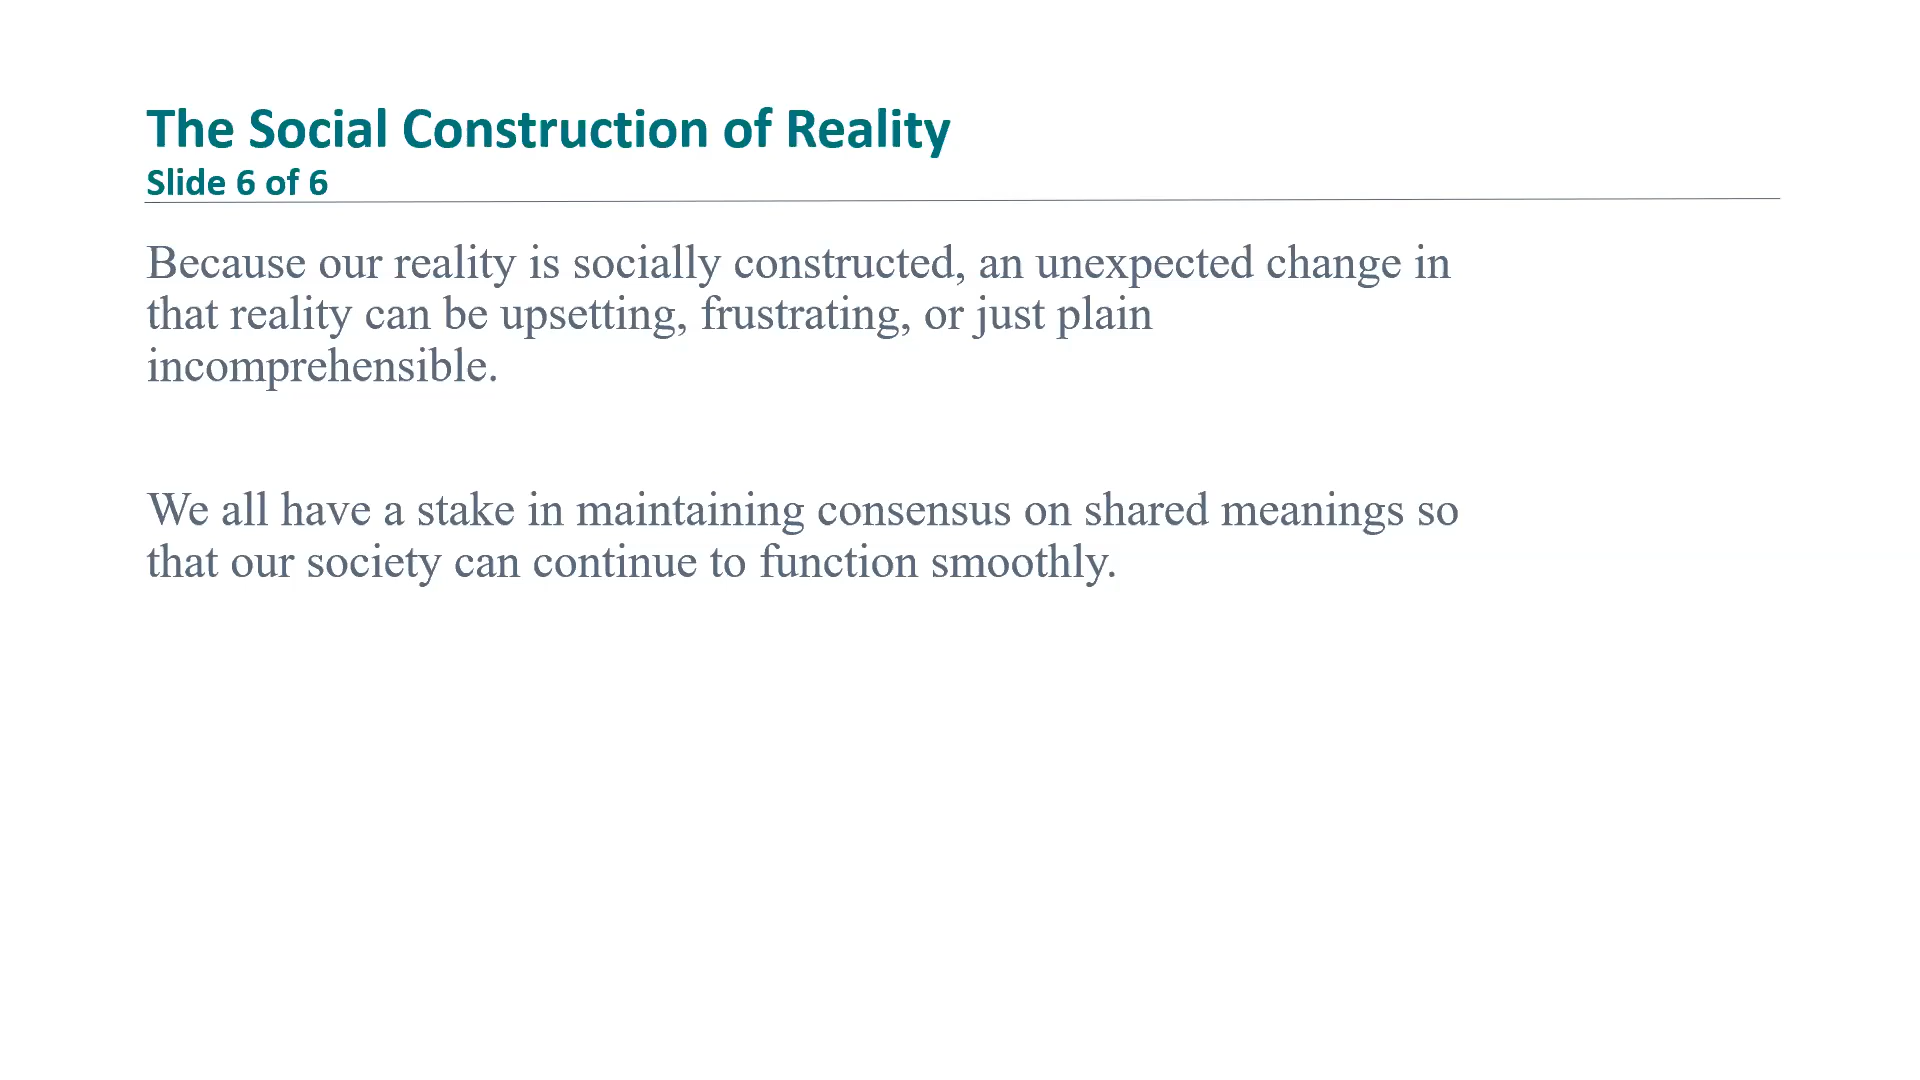 The Social Construction of Reality
Slide 6 of 6
Because our reality is socially constructed, an unexpected change in
that reality can be upsetting, frustrating, or just plain
incomprehensible.
We all have a stake in maintaining consensus on shared meanings so
that our society can continue to function smoothly.